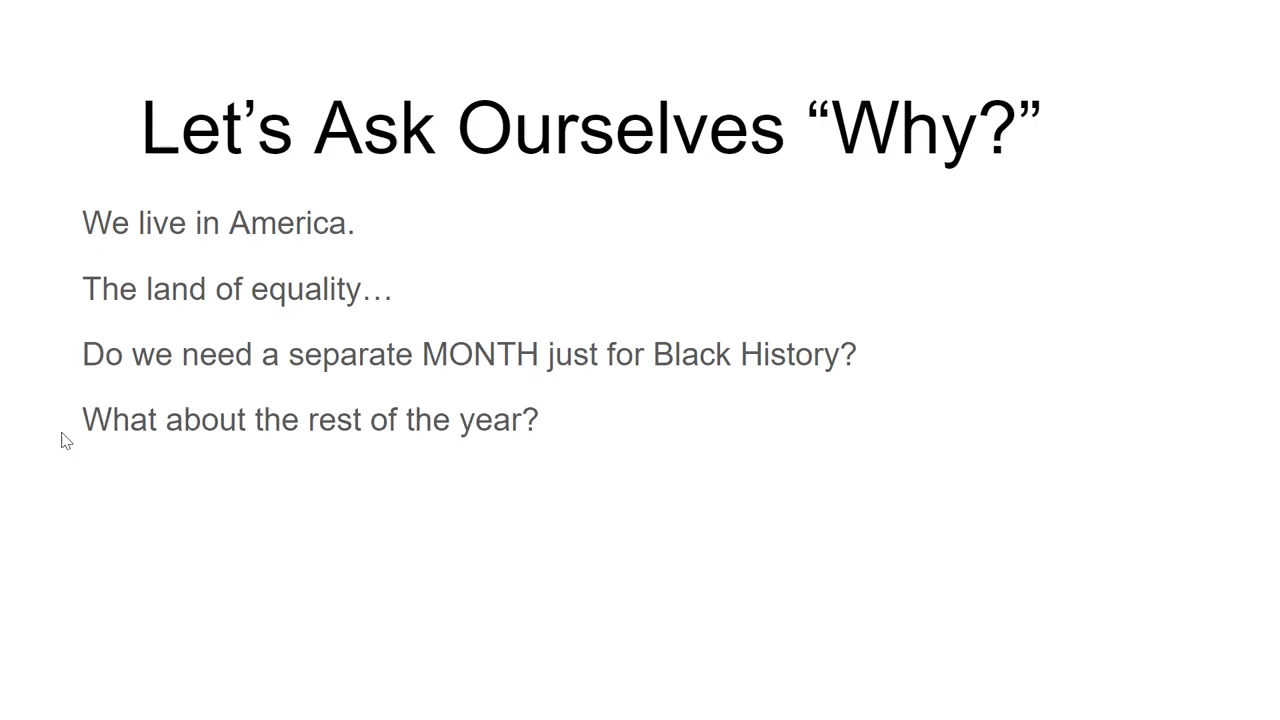 Let’s Ask Ourselves “Why?”
We live in America.
The land of equality…
Do we need a separate MONTH just for Black History?
What about the rest of the year?